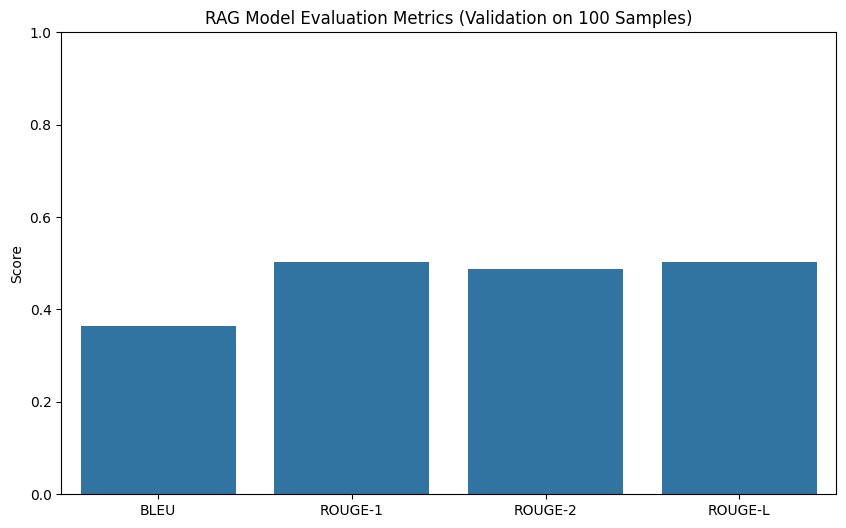 RAG Model Evaluation Metrics (Validation on 100 Samples)
1.0
0.8
0.6
0.4
0.2
0.0
Score
BLEU
ROUGE-1
ROUGE-2
ROUGE-L